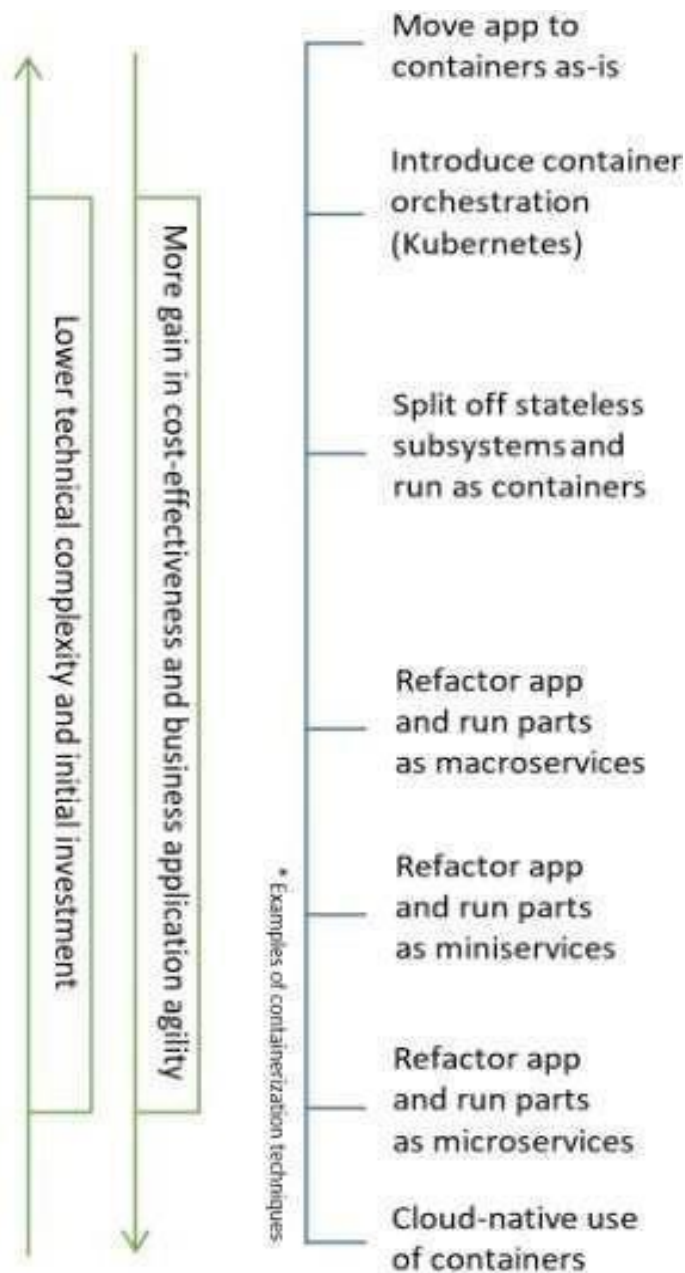 Move app to
containers as-is
Introduce container
orchestration
(Kubernetes)
Split off stateless
subsystems and
run as containers
Refactor app
and run parts
as macroservices
Refactor app
and run parts
as miniservices
Refactor app
and run parts
as microservices
Cloud-native use
of containers
Lower technical complexity and initial investment
More gain in cost-effectiveness and business application agility
* Examples of containerization techniques